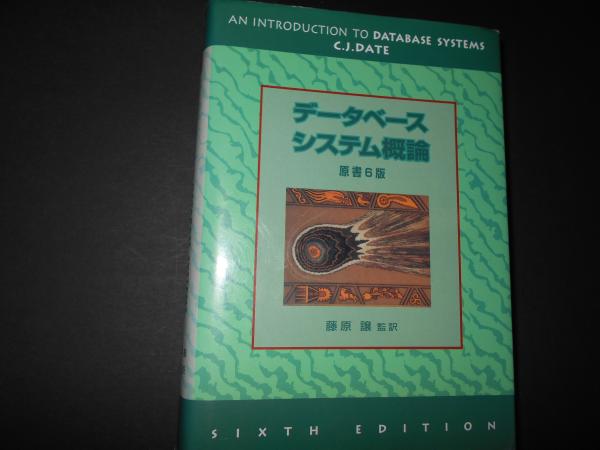 AN INTRODUCTION TO DATABASE SYSTEMS
C.J.DATE
データベース
システム概論
原書6版
藤原 譲 監訳
SIXTH EDITION